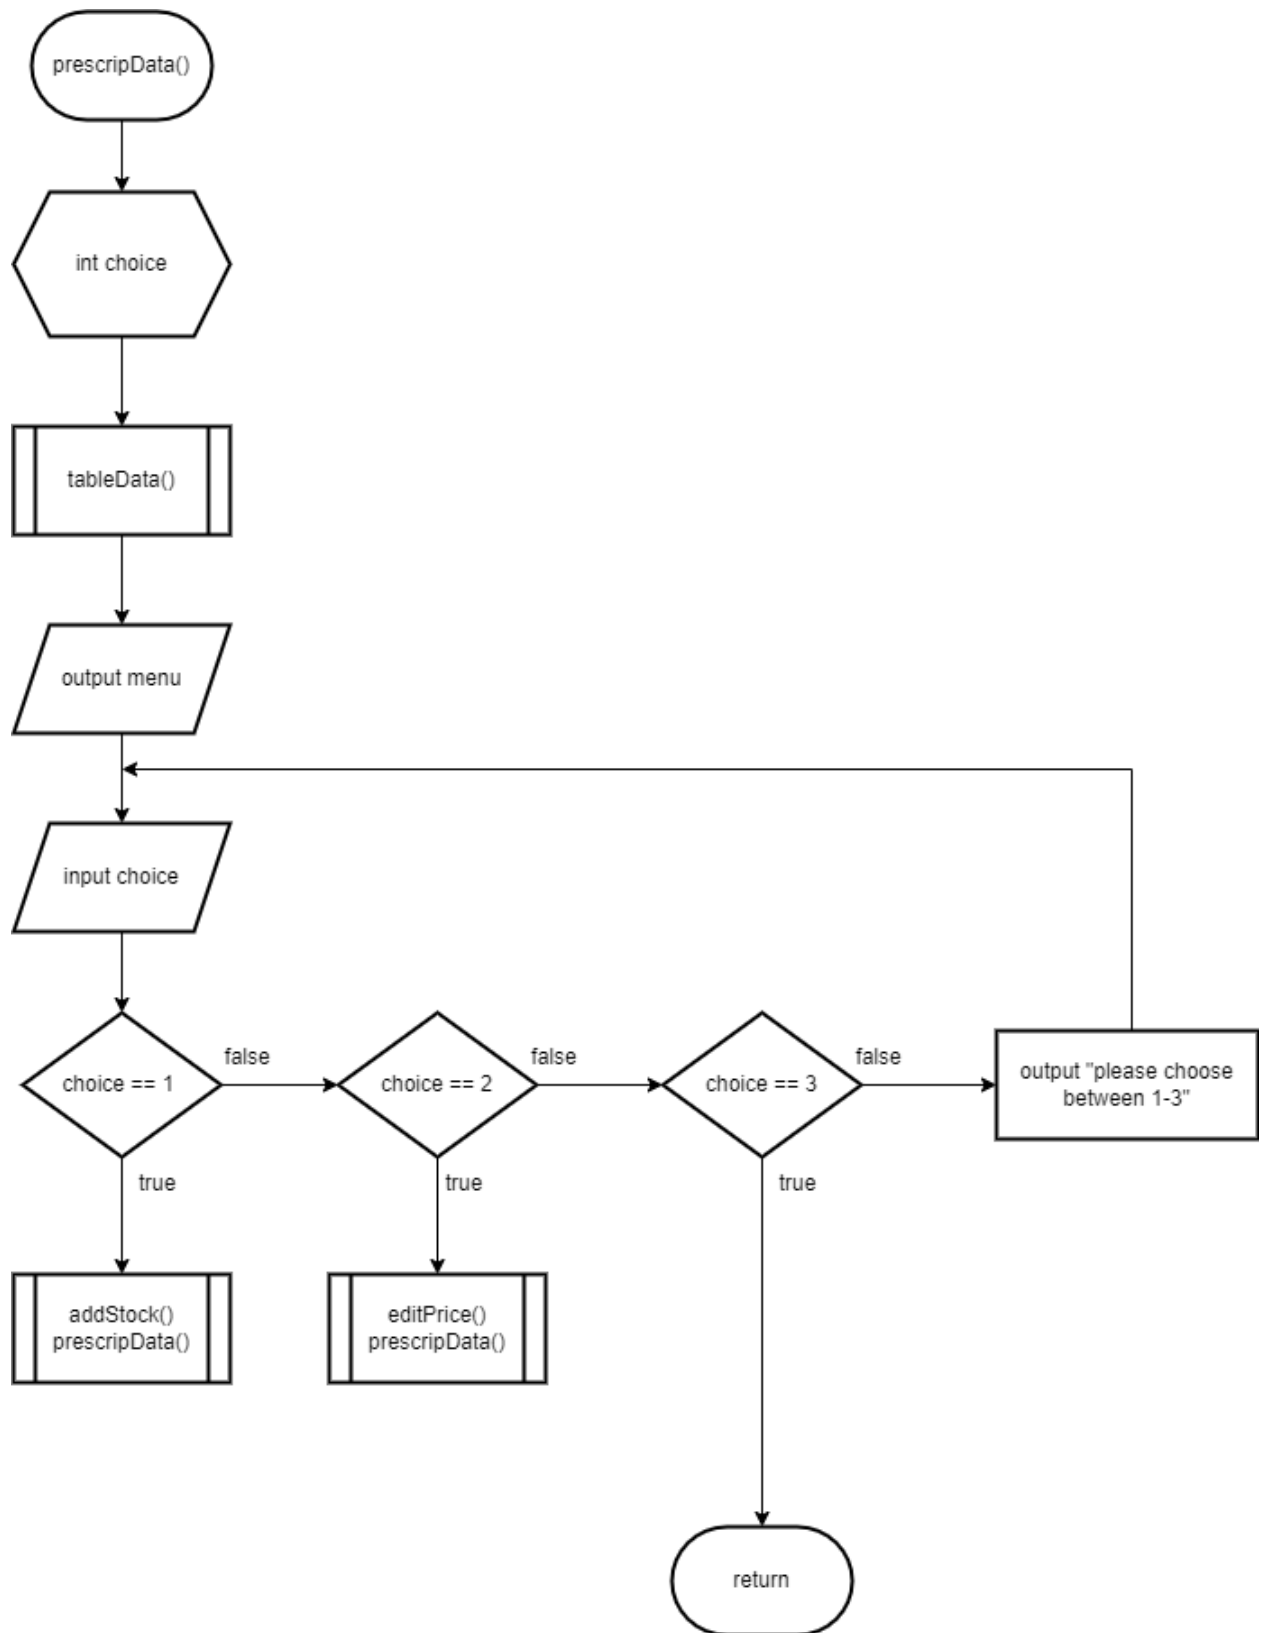 prescripData()
int choice
tableData()
output menu
input choice
choice == 1
false
choice == 2
false
choice == 3
false
output "please choose
between 1-3"
true
true
true
addStock()
prescripData()
editPrice()
prescripData()
return